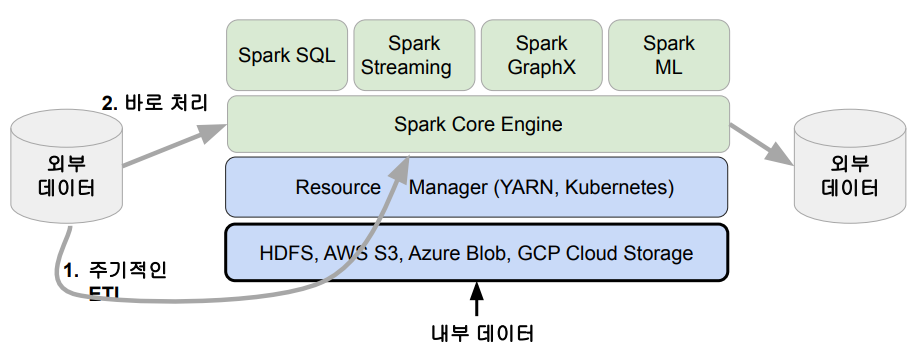 Spark SQL
Spark
Streaming
Spark
GraphX
Spark
ML
2. 바로 처리
Spark Core Engine
외부
데이터
외부
데이터
Resource Manager (YARN, Kubernetes)
HDFS, AWS S3, Azure Blob, GCP Cloud Storage
1. 주기적인
ETL
내부 데이터